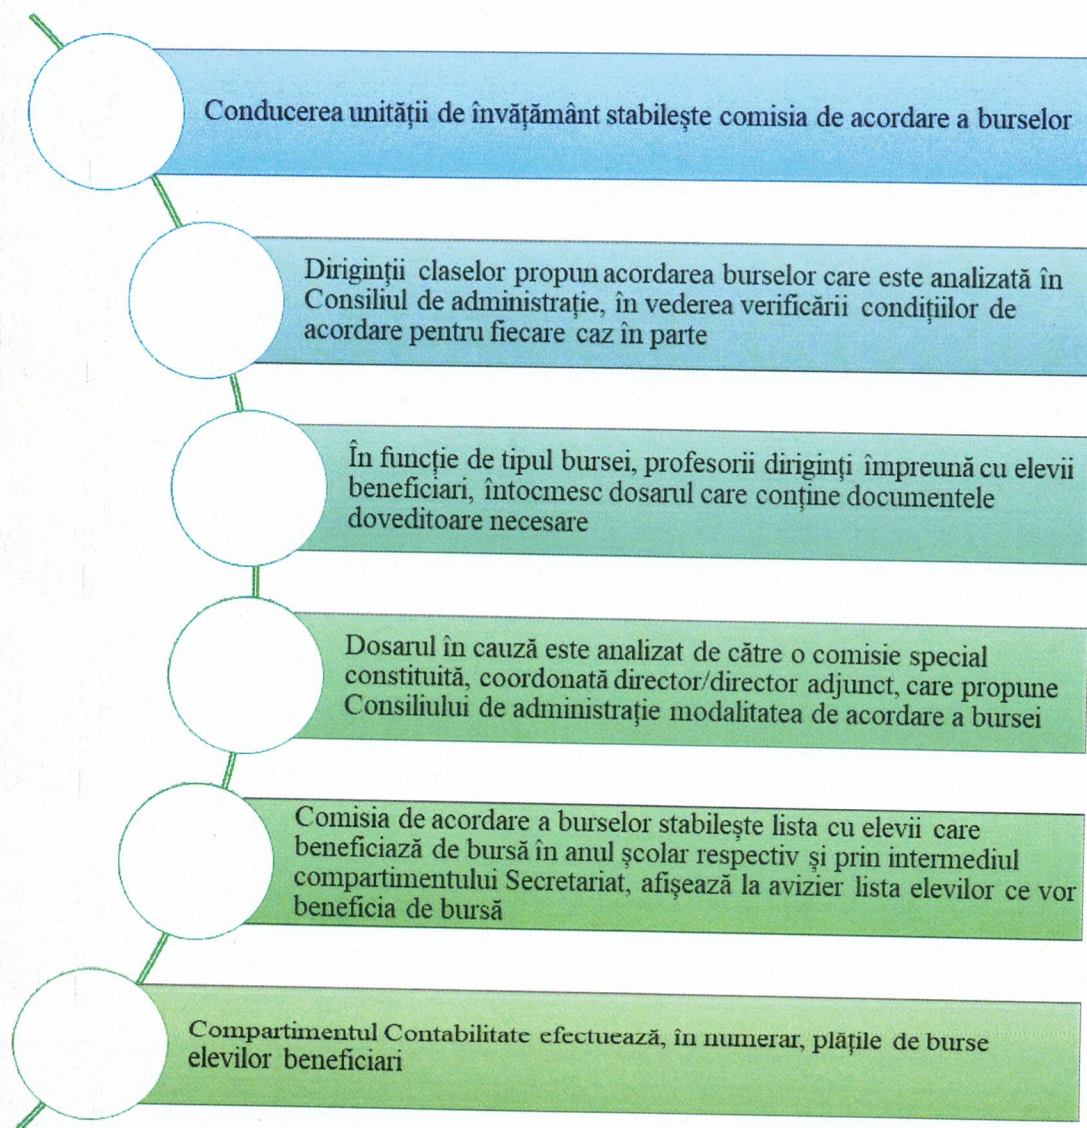 Conducerea unității de învățământ stabilește comisia de acordare a burselor
Diriginții claselor propun acordarea burselor care este analizată în
Consiliul de administrație, în vederea verificării condițiilor de
acordare pentru fiecare caz în parte
În funcție de tipul bursei, profesorii diriginți împreună cu elevii
beneficiari, întocmesc dosarul care conține documentele
doveditoare necesare
Dosarul în cauză este analizat de către o comisie special
constituită, coordonată director/director adjunct, care propune
Consiliului de administrație modalitatea de acordare a bursei
Comisia de acordare a burselor stabilește lista cu elevii care
beneficiază de bursă în anul școlar respectiv și prin intermediul
compartimentului Secretariat, afișează la avizier lista elevilor ce vor
beneficia de bursă
Compartimentul Contabilitate efectuează, în numerar, plățile de burse
elevilor beneficiari